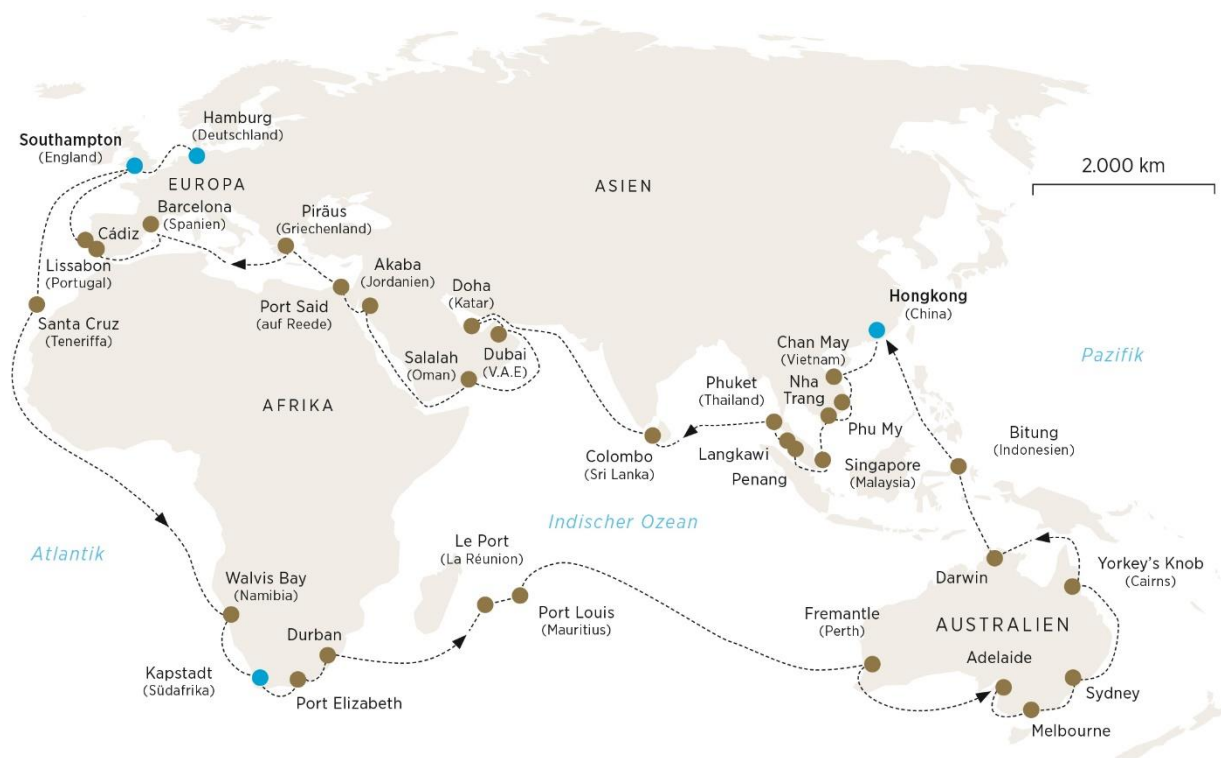 Hamburg
(Deutschland)
Southampton
(England)
EUROPA
Barcelona
(Spanien)
Cádiz
Lissabon
(Portugal)
Piräus
(Griechenland)
ASIEN
2.000 km
Akaba
(Jordanien)
Doha
(Katar)
Port Said
(auf Reede)
Santa Cruz
(Teneriffa)
Salalah
(Oman)
Dubai
(V.A.E)
AFRIKA
Hongkong
(China)
Chan May
(Vietnam)
Nha
Trang
Phu My
Pazifik
Phuket
(Thailand)
Colombo
(Sri Lanka)
Langkawi
Penang
Singapore
(Malaysia)
Bitung
(Indonesien)
Indischer Ozean
Atlantik
Le Port
(La Réunion)
Port Louis
(Mauritius)
Walvis Bay
(Namibia)
Durban
Kapstadt
(Südafrika)
Port Elizabeth
Darwin
Yorkey's Knob
(Cairns)
Fremantle
(Perth)
AUSTRALIEN
Adelaide
Sydney
Melbourne